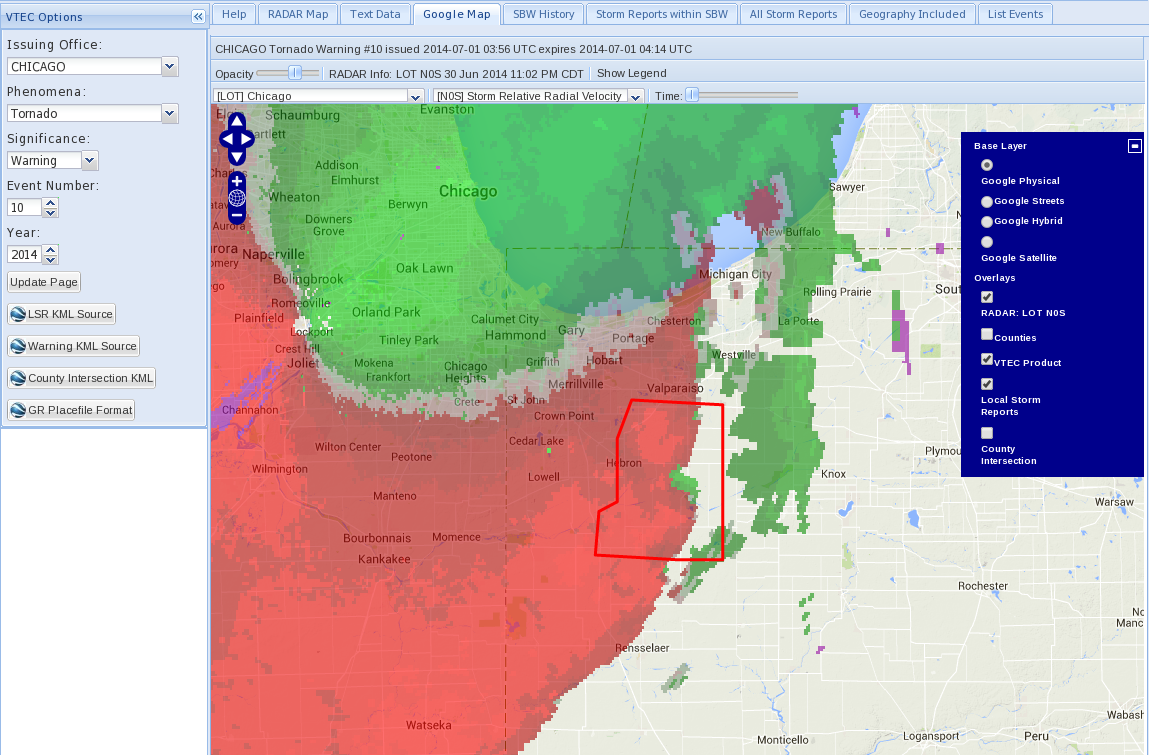 VTEC Options
Help
RADAR Map
Text Data
Google Map
SBW History
Storm Reports within SBW
All Storm Reports
Geography Included
List Events
Issuing Office:
CHICAGO
Phenomena:
Tornado
Significance:
Warning
Event Number:
10
Year:
2014
Update Page
LSR KML Source
Warning KML Source
County Intersection KML
GR Placefile Format
CHICAGO Tornado Warning #10 issued 2014-07-01 03:56 UTC expires 2014-07-01 04:14 UTC
Opacity
RADAR Info: LOT N0S 30 Jun 2014 11:02 PM CDT
Show Legend
[LOT] Chicago
[N0S] Storm Relative Radial Velocity
Time:
Schaumburg
Evanston
artlett
Addison
Elmhurst
Chicago
Wheaton
Berwyn
Downers
Grove
Aurora
Naperville
Oak Lawn
Bolingbrook
Romeoville
Plainfield
Orland Park
Lockport
Calumet City
Hammond
Gary
Tinley Park
Crest Hill
Joliet
Mokena
Frankfort
Chicago
Heights
Griffith
Hobart
Portage
Chesterton
Merrillville
Valparaiso
Crete
St John
Crown Point
Channahon
Wilton Center
Peotone
Cedar Lake
Wilmington
Lowell
Hebron
Manteno
Bourbonnais
Momence
Kankakee
Rensselaer
Watseka
Sawyer
New Buffalo
Michigan City
Rolling Prairie
La Porte
Westville
Sout
Plymou
Knox
Warsaw
Rochester
No
Manc
Wabash
Monticello
Logansport
Peru
Base Layer
Google Physical
Google Streets
Google Hybrid
Google Satellite
Overlays
RADAR: LOT N0S
Counties
VTEC Product
Local Storm
Reports
County
Intersection